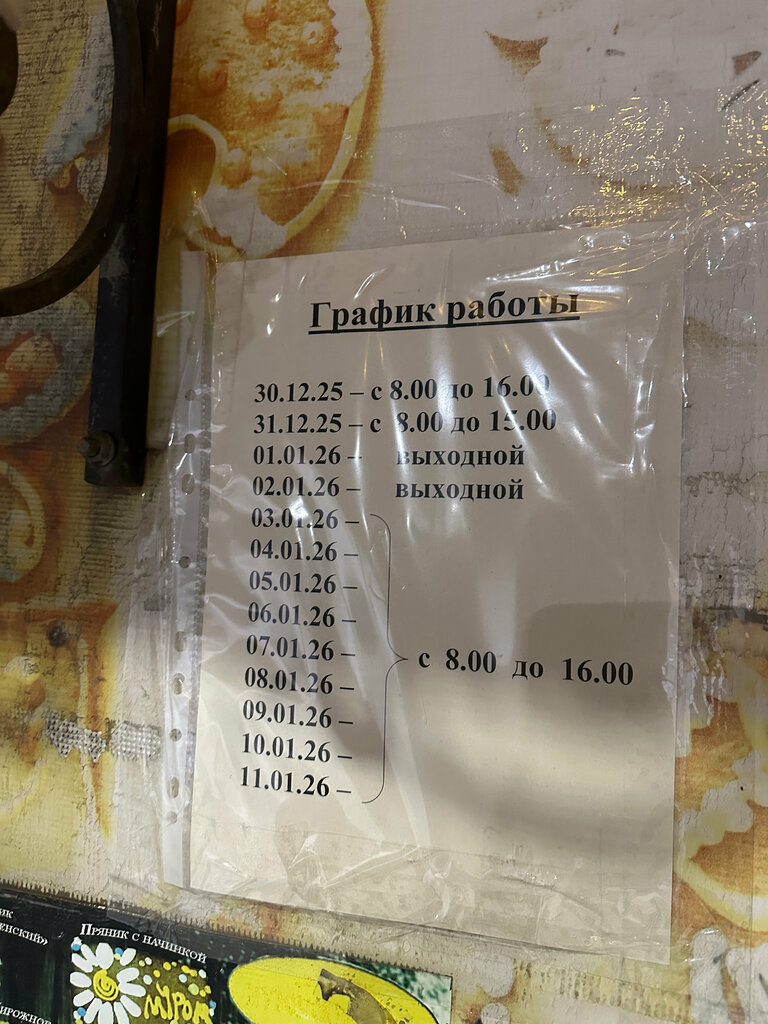 График работы
30.12.25 – с 8.00 до 16.00
31.12.25 – с 8.00 до 15.00
01.01.26 – выходной
02.01.26 – выходной
03.01.26 –
04.01.26 –
05.01.26 –
06.01.26 –
07.01.26 – с 8.00 до 16.00
08.01.26 –
09.01.26 –
10.01.26 –
11.01.26 –
Пряник с начинкой